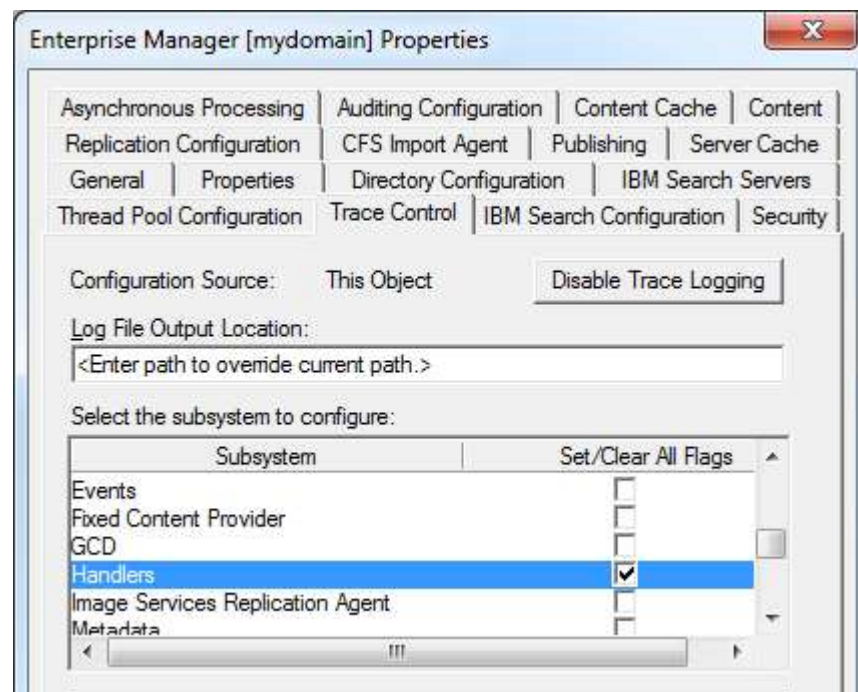 Enterprise Manager [mydomain] Properties
Asynchronous Processing Auditing Configuration Content Cache Content
Replication Configuration CFS Import Agent Publishing Server Cache
General Properties Directory Configuration IBM Search Servers
Thread Pool Configuration Trace Control IBM Search Configuration Security
Configuration Source: This Object Disable Trace Logging
Log File Output Location:
<Enter path to override current path.>
Select the subsystem to configure:
Subsystem Set/Clear All Flags
Events
Fixed Content Provider
GCD
Handlers
Image Services Replication Agent
Metadata